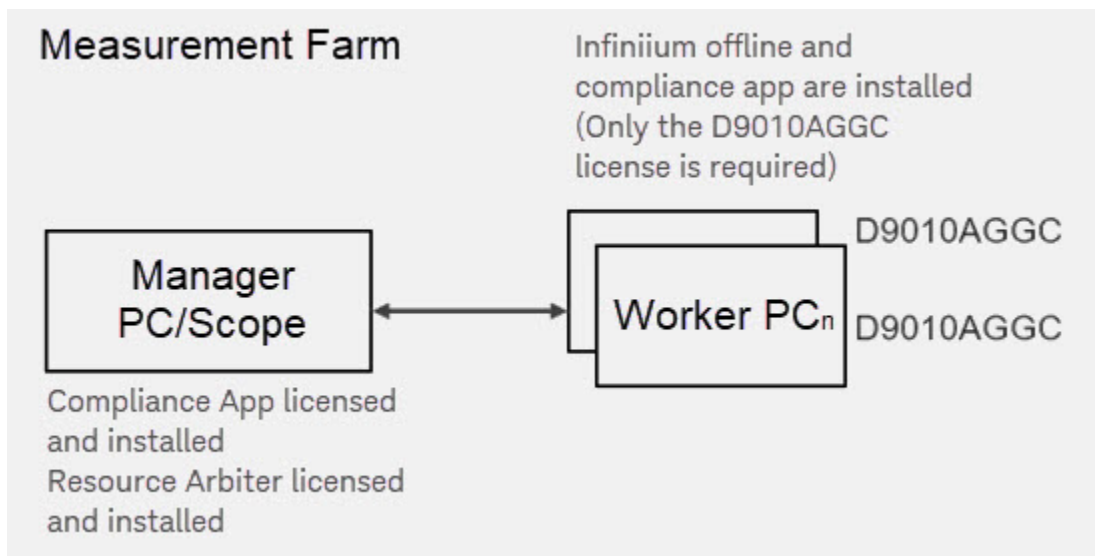 Measurement Farm
Infiniium offline and
compliance app are installed
(Only the D9010AGGC
license is required)
Manager
PC/Scope
Worker PCn
D9010AGGC
D9010AGGC
Compliance App licensed
and installed
Resource Arbiter licensed
and installed